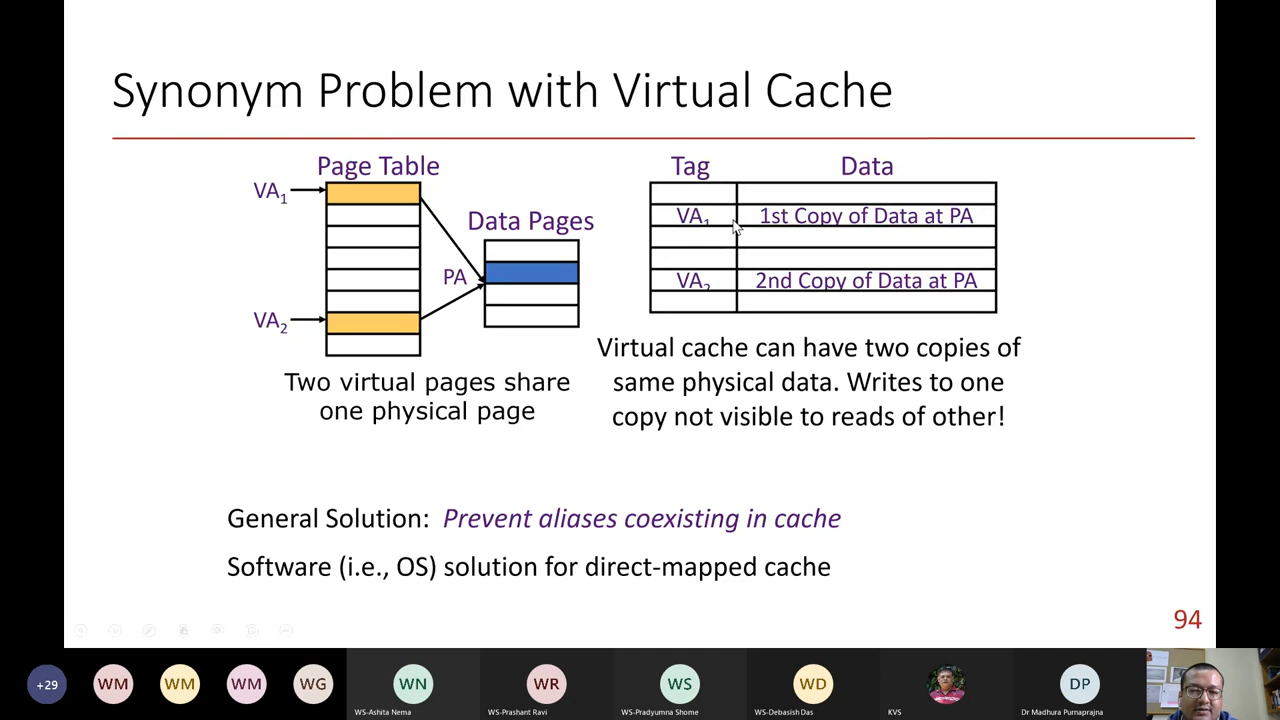 Synonym Problem with Virtual Cache
Page Table
VA1
Data Pages
PA
VA2
Two virtual pages share
one physical page
Tag Data
VA1 1st Copy of Data at PA
VA2 2nd Copy of Data at PA
Virtual cache can have two copies of
same physical data. Writes to one
copy not visible to reads of other!
General Solution: Prevent aliases coexisting in cache
Software (i.e., OS) solution for direct-mapped cache
94
+29 WM WM WM WG WN WR WS WD DP
WS-Ashita Nema WS-Prashant Ravi WS-Pradyumna Shome WS-Debasish Das KVS Dr Madhura Purnaprajna